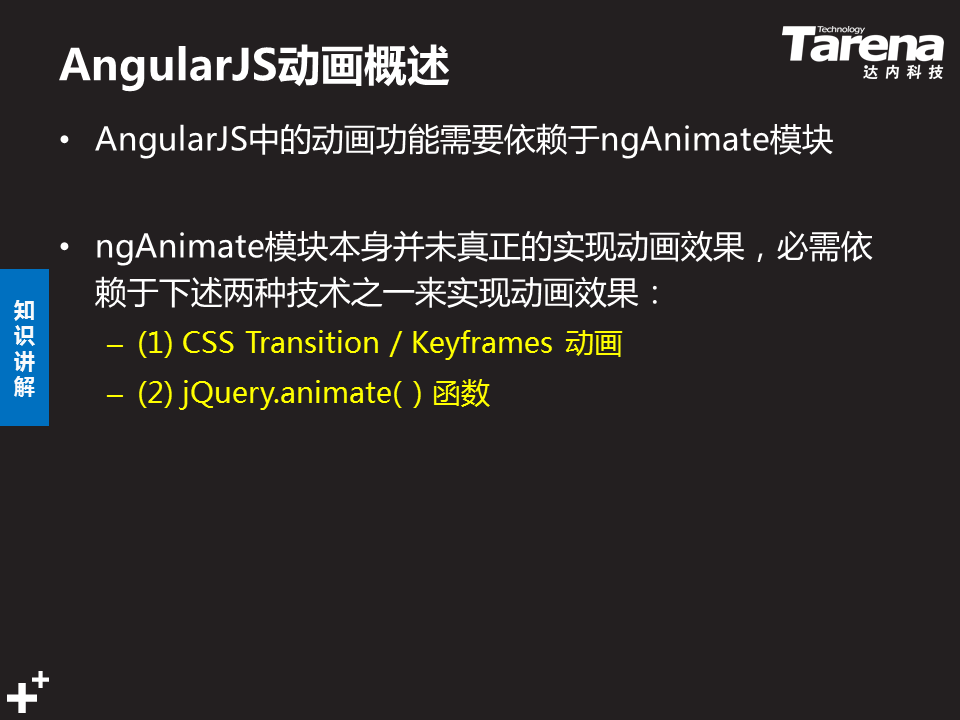 AngularJS动画概述
Technology
Tarena
达内科技
• AngularJS中的动画功能需要依赖于ngAnimate模块
• ngAnimate模块本身并未真正的实现动画效果，必需依
赖于下述两种技术之一来实现动画效果：
– (1) CSS Transition / Keyframes 动画
– (2) jQuery.animate( ) 函数
知
识
讲
解